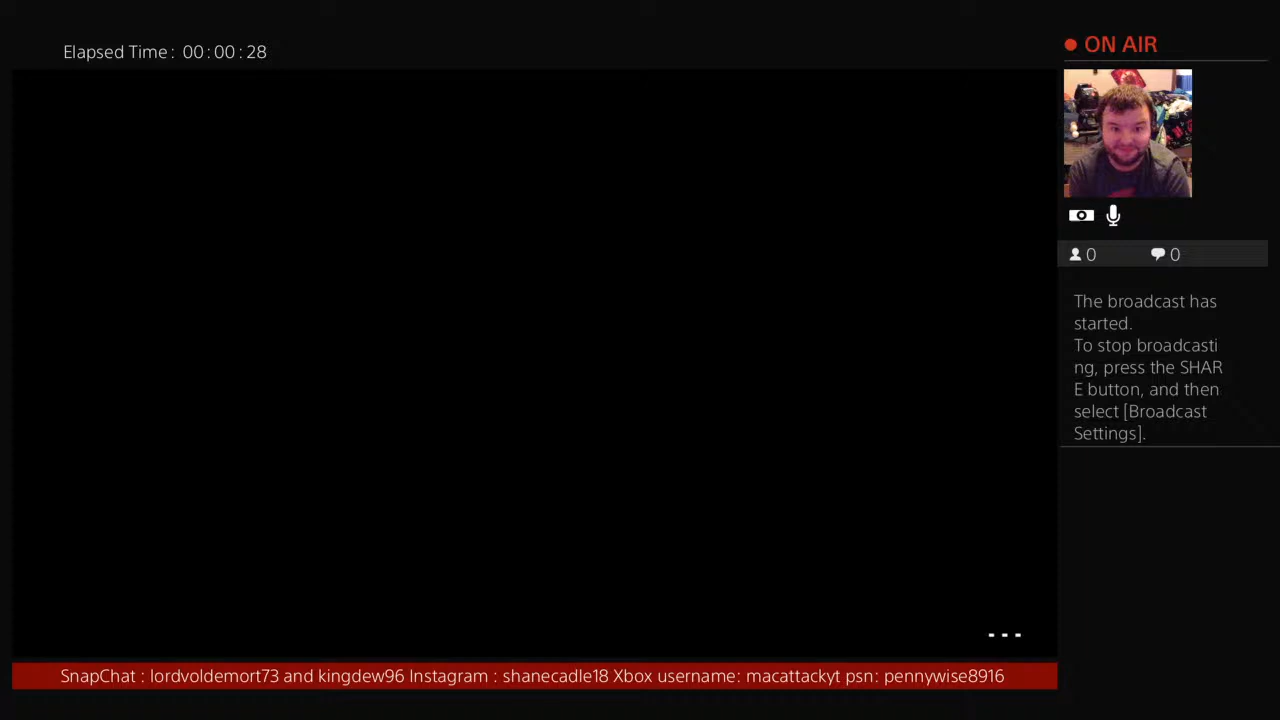 Elapsed Time: 00:00:28
ON AIR
0 0
The broadcast has
started.
To stop broadcasti
ng, press the SHAR
E button, and then
select [Broadcast
Settings].
...
SnapChat : lordvoldemort73 and kingdew96 Instagram : shanecadle18 Xbox username: macattackyt psn: pennywise8916